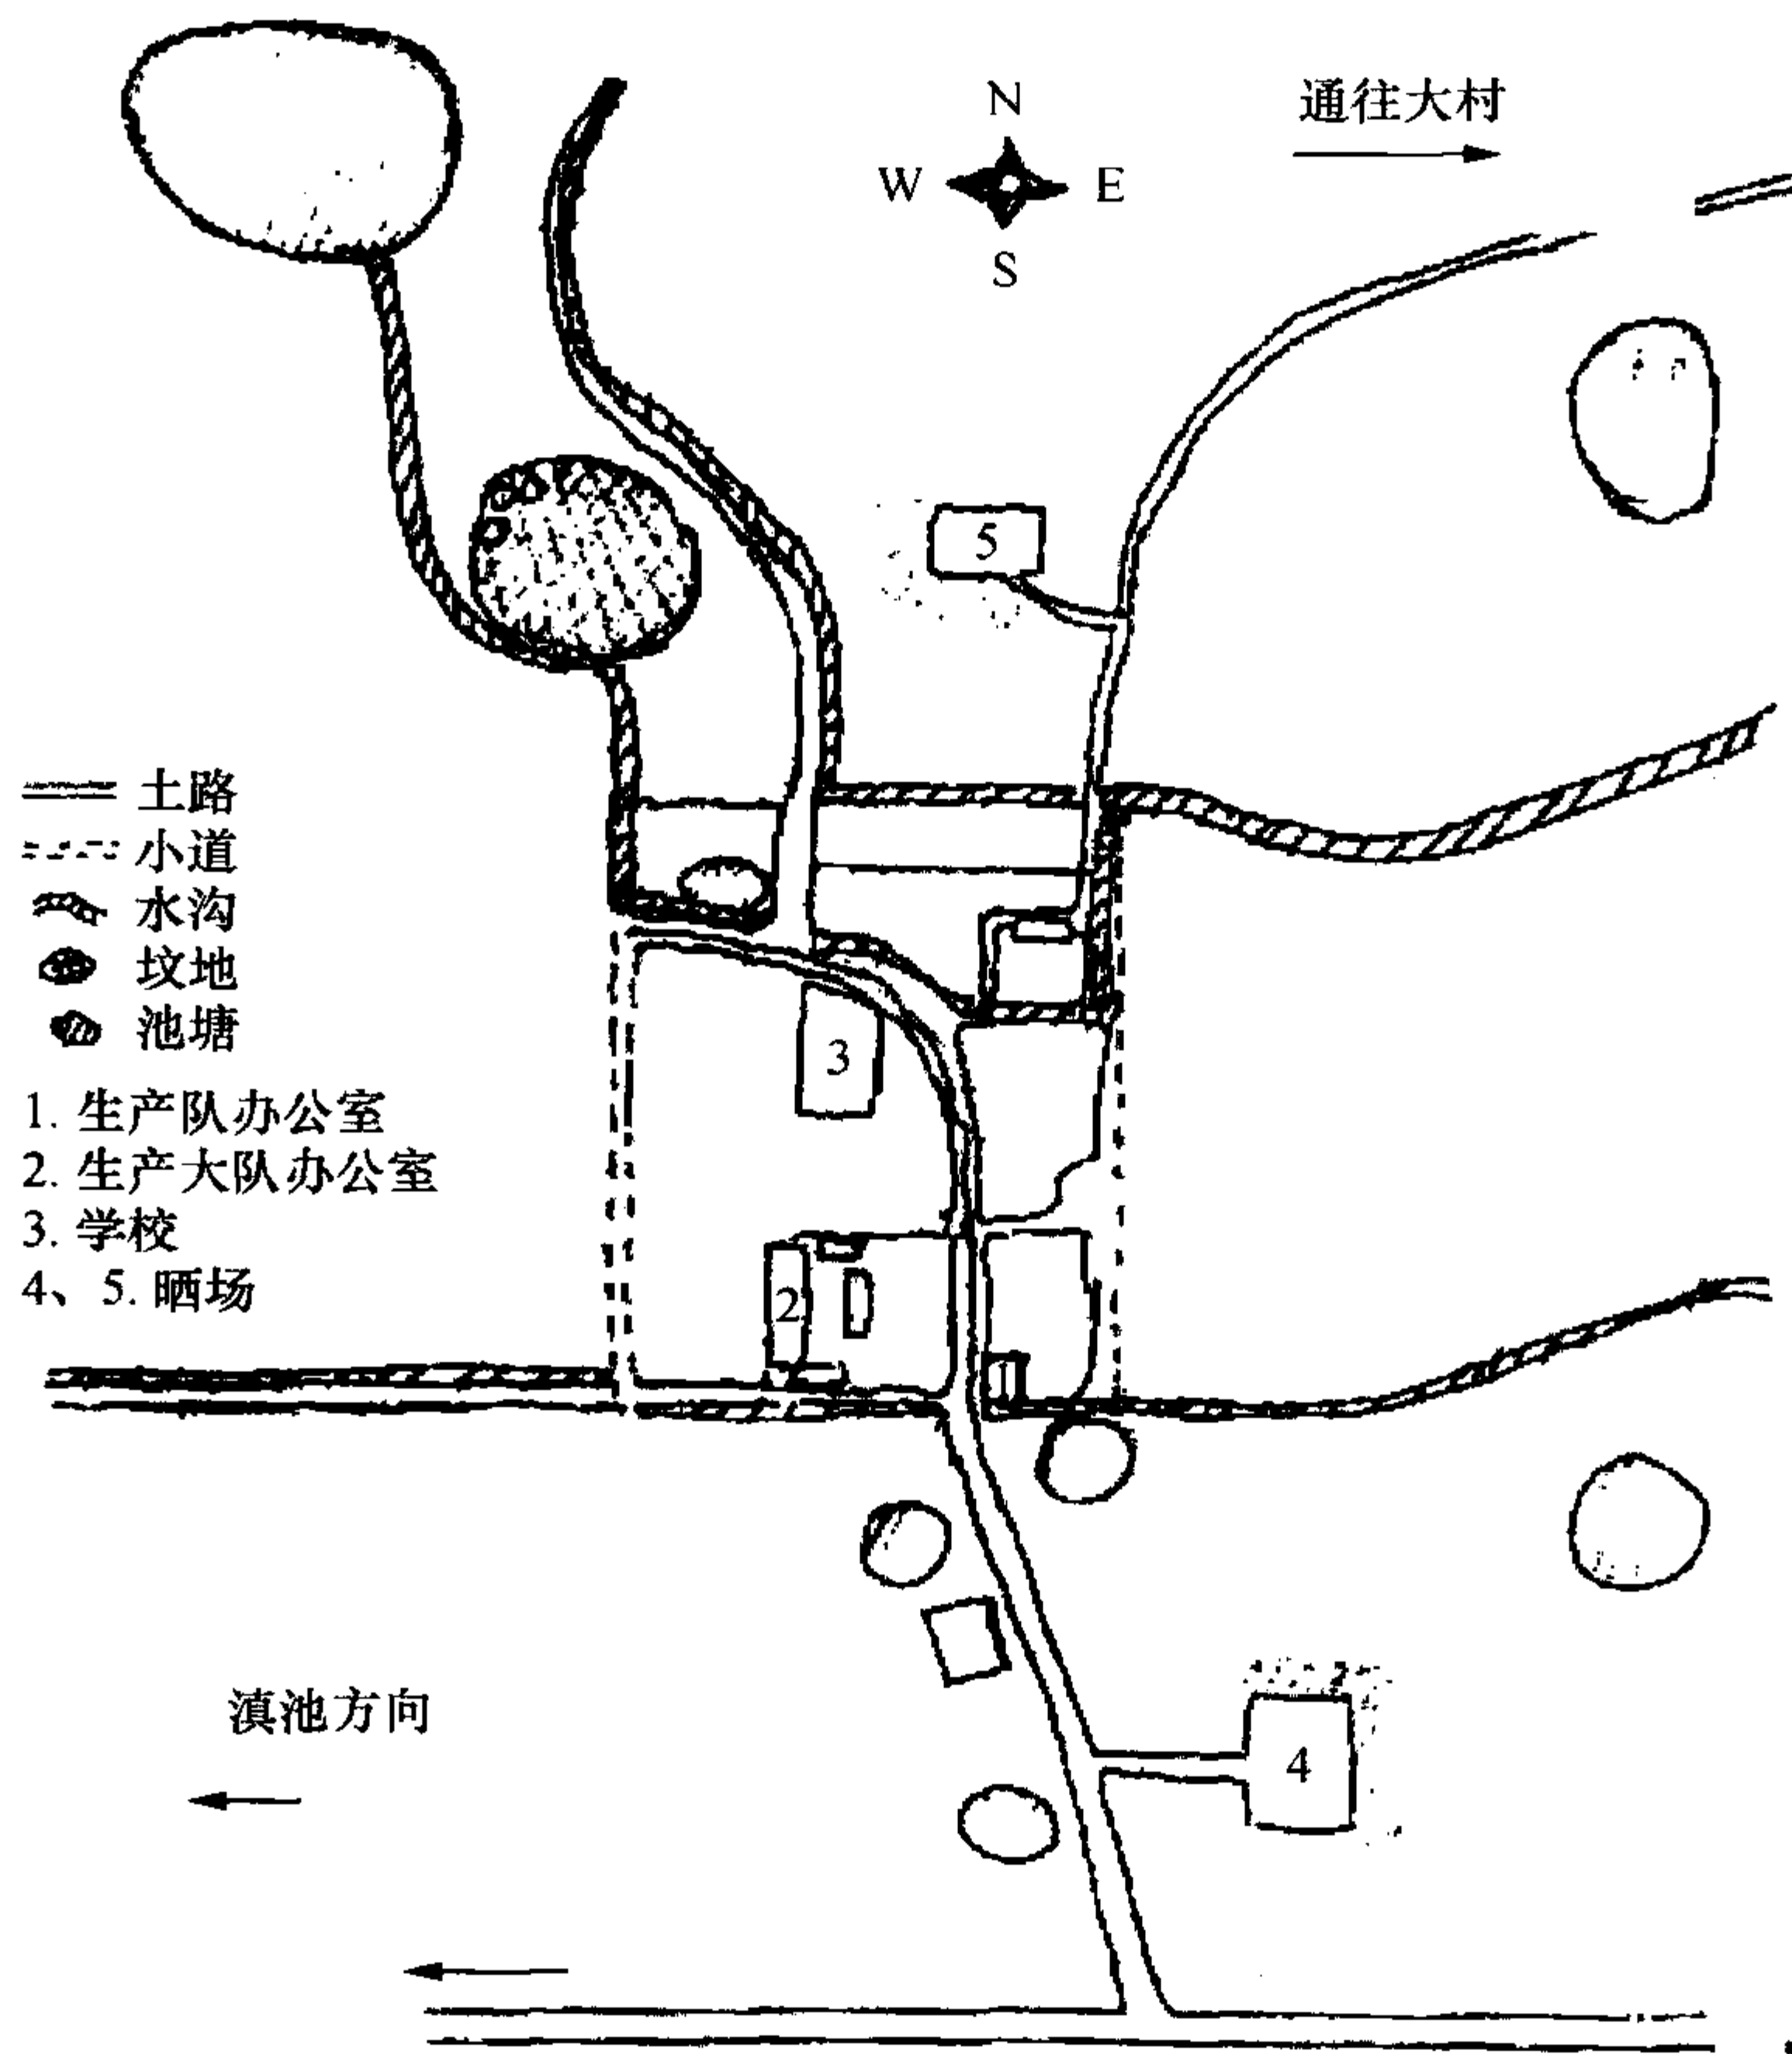 N
通往大村
W E
S
5
土路
小道
水沟
坟地
池塘
3
1. 生产队办公室
2. 生产大队办公室
3. 学校
4、5. 晒场
2
1
滇池方向
4